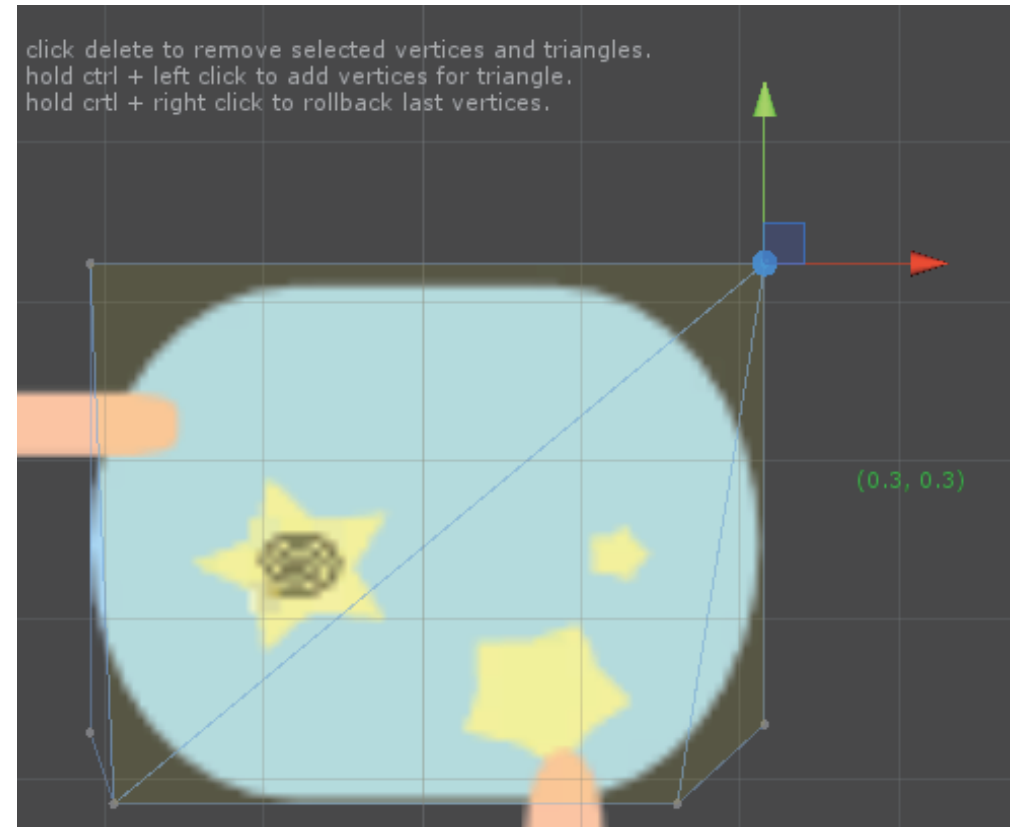 click delete to remove selected vertices and triangles.
hold ctrl + left click to add vertices for triangle.
hold crtl + right click to rollback last vertices.
(0.3, 0.3)